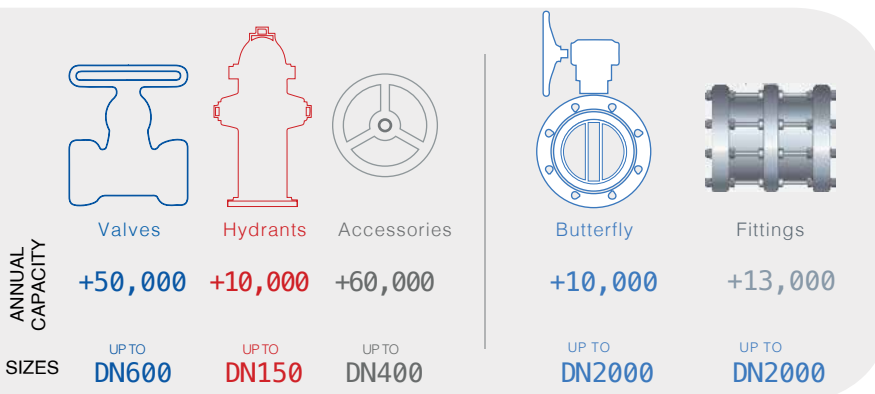 Valves Hydrants Accessories Butterfly Fittings
ANNUAL
CAPACITY
+50,000 +10,000 +60,000 +10,000 +13,000
SIZES
UP TO UP TO UP TO UP TO UP TO
DN600 DN150 DN400 DN2000 DN2000